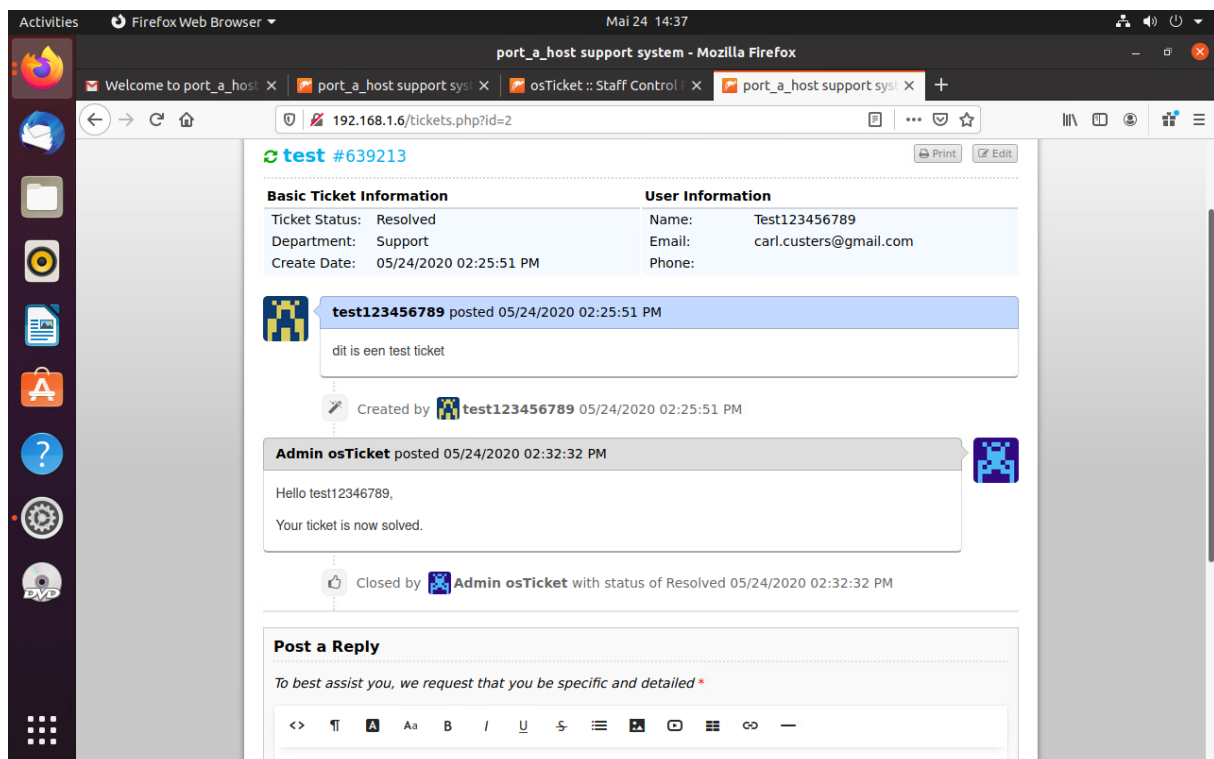 Activities Firefox Web Browser Mai 24 14:37
port_a_host support system - Mozilla Firefox
Welcome to port_a_host port_a_host support syst osTicket :: Staff Control P port_a_host support syst
192.168.1.6/tickets.php?id=2
test #639213 Print Edit
Basic Ticket Information User Information
Ticket Status: Resolved Name: Test123456789
Department: Support Email: carl.custers@gmail.com
Create Date: 05/24/2020 02:25:51 PM Phone:
test123456789 posted 05/24/2020 02:25:51 PM
dit is een test ticket
Created by test123456789 05/24/2020 02:25:51 PM
Admin osTicket posted 05/24/2020 02:32:32 PM
Hello test12346789,
Your ticket is now solved.
Closed by Admin osTicket with status of Resolved 05/24/2020 02:32:32 PM
Post a Reply
To best assist you, we request that you be specific and detailed *
<> ¶ A Aa B I U S
DVD